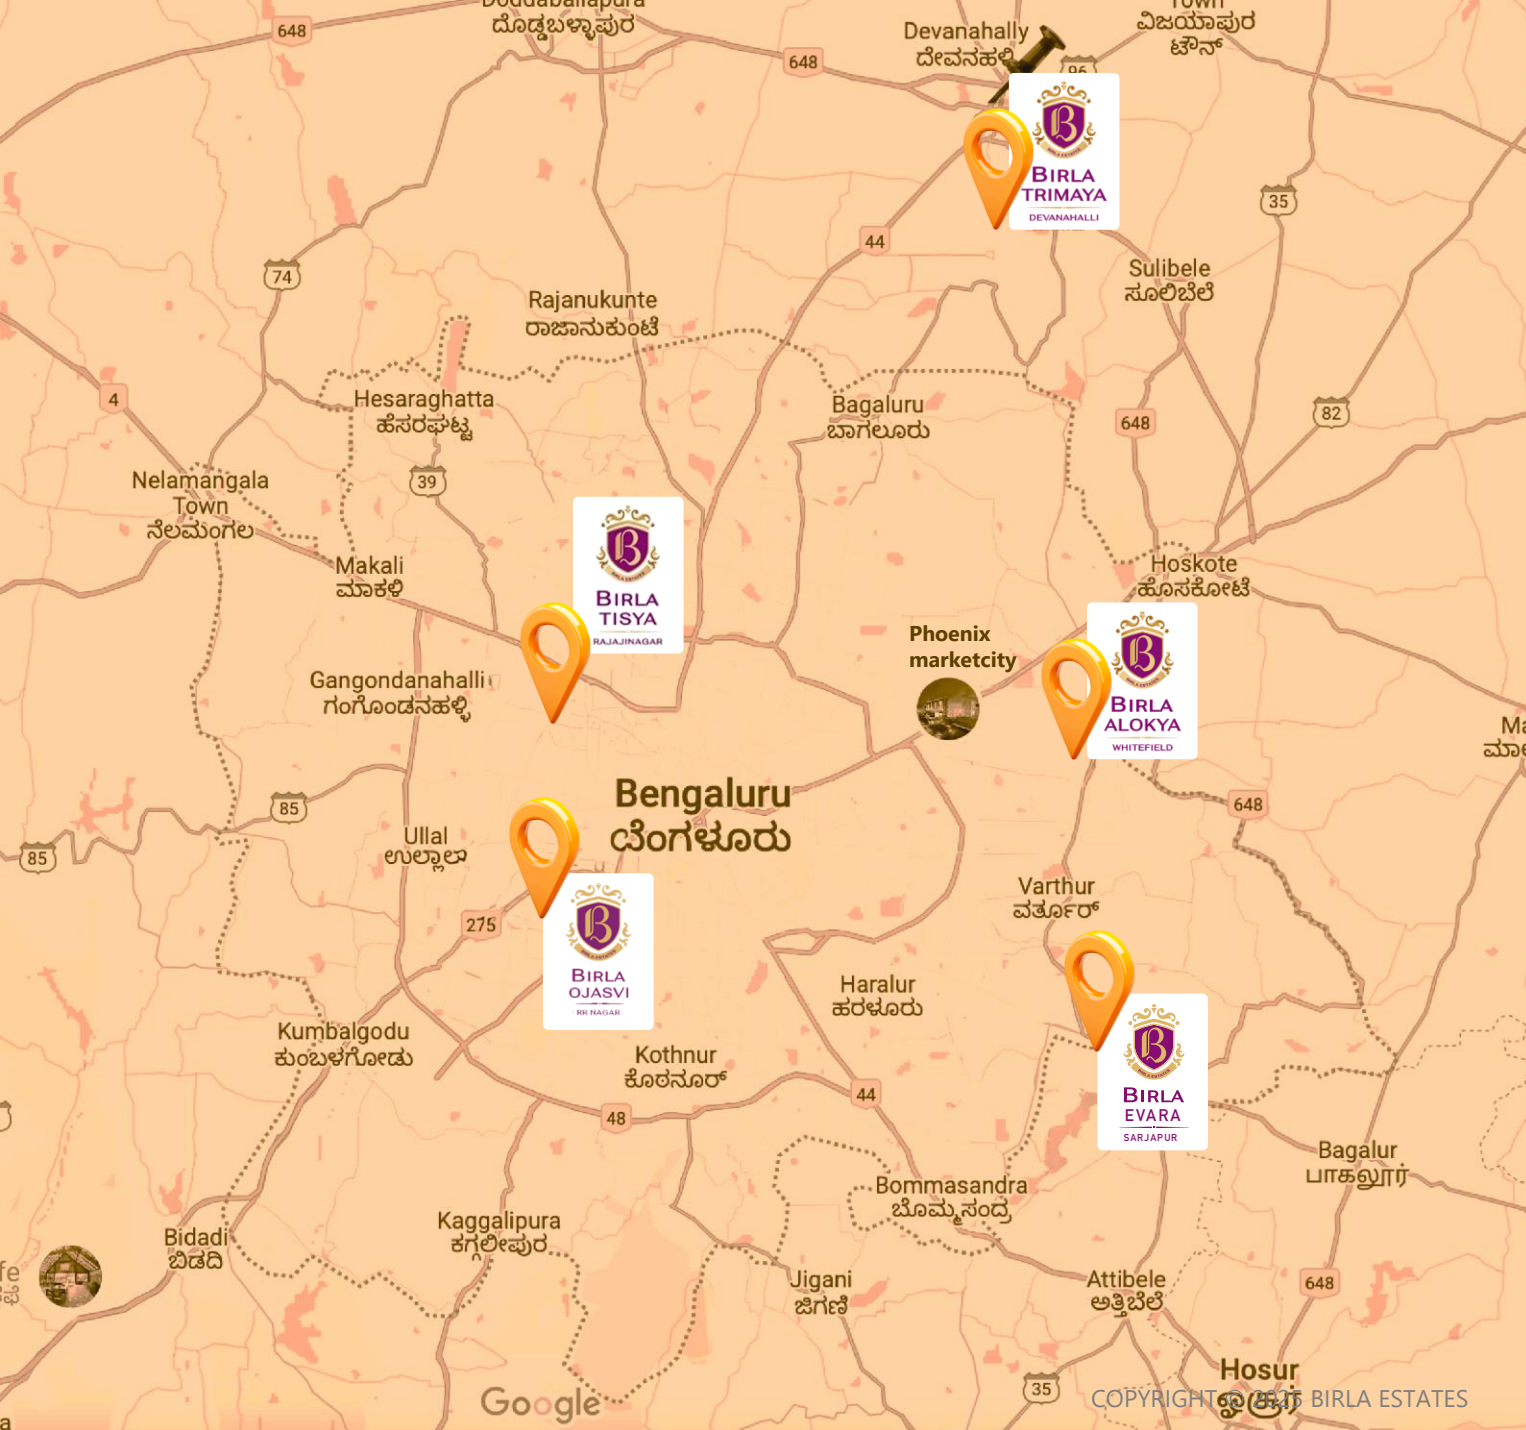 Doddaballapura
ದೊಡ್ಡಬಳ್ಳಾಪುರ
648
Devanahally
ದೇವನಹಳ್ಳಿ
Town
ವಿಜಯಾಪುರ
ಟೌನ್
648
96
BIRLA
TRIMAYA
DEVANAHALLI
35
44
74
Sulibele
ಸೂಲಿಬೆಲೆ
Rajanukunte
ರಾಜಾನುಕುಂಟೆ
4
Hesaraghatta
ಹೆಸರಘಟ್ಟ
Bagaluru
ಬಾಗಲೂರು
648
82
39
Nelamangala
Town
ನೆಲಮಂಗಲ
Makali
ಮಾಕಳಿ
BIRLA
TISYA
RAJAJINAGAR
Hoskote
ಹೊಸಕೋಟೆ
Phoenix
marketcity
Gangondanahalli
ಗಂಗೊಂಡನಹಳ್ಳಿ
BIRLA
ALOKYA
WHITEFIELD
Bengaluru
ಬೆಂಗಳೂರು
85
648
85
Ullal
ಉಲ್ಲಾಳ
Varthur
ವರ್ತೂರ್
275
BIRLA
OJASVI
RR NAGAR
Haralur
ಹರಳೂರು
Kumbalgodu
ಕುಂಬಳಗೋಡು
Kothnur
ಕೊಠನೂರ್
44
48
BIRLA
EVARA
SARJAPUR
Bagalur
பாகலூர்
Bommasandra
ಬೊಮ್ಮಸಂದ್ರ
Kaggalipura
ಕಗ್ಗಲೀಪುರ
Bidadi
ಬಿಡದಿ
Jigani
ಜಿಗಣಿ
Attibele
ಅತ್ತಿಬೆಲೆ
648
Hosur
ஓசூர்
35
Google
COPYRIGHT © 2025 BIRLA ESTATES